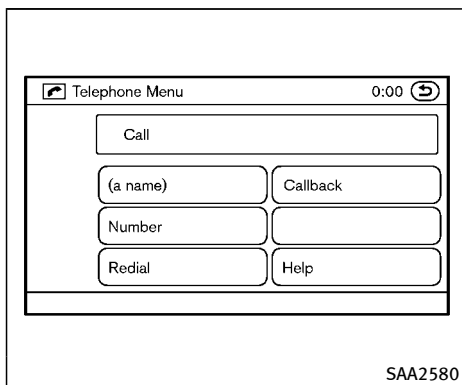 Telephone Menu 0:00
Call
(a name) Callback
Number
Redial Help
SAA2580